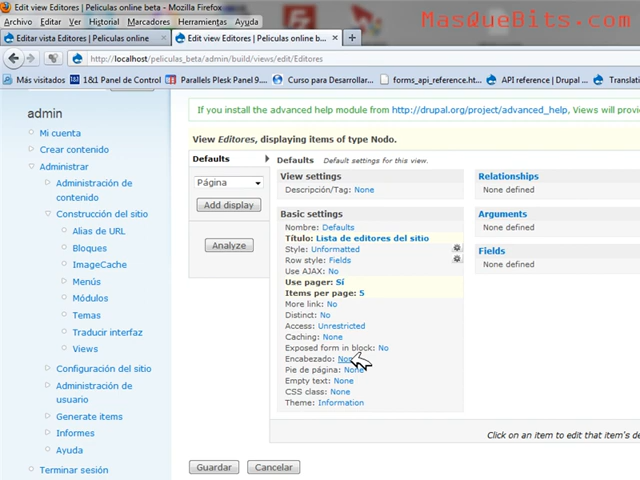 Edit view Editores | Peliculas online beta - Mozilla Firefox
MasQueBits.com
Archivo Editar Ver Historial Marcadores Herramientas Ayuda
Editar vista Editores | Peliculas online beta
Edit view Editores | Peliculas online b...
http://localhost/peliculas_beta/admin/build/views/edit/Editores
Más visitados 1&1 Panel de Control Parallels Plesk Panel 9.... Curso para Desarrollar... forms_api_reference.ht... API reference | Drupal ... Translati
admin
If you install the advanced help module from http://drupal.org/project/advanced_help, Views will provi
Mi cuenta
Crear contenido
Administrar
Administración de
contenido
Construcción del sitio
Alias de URL
Bloques
ImageCache
Menús
Módulos
Temas
Traducir interfaz
Views
Configuración del sitio
Administración de
usuario
Generate items
Informes
Ayuda
Terminar sesión
View Editores, displaying items of type Nodo.
Defaults
Página
Add display
Analyze
Defaults Default settings for this view.
View settings
Descripción/Tag: None
Basic settings
Nombre: Defaults
Título: Lista de editores del sitio
Style: Unformatted
Row style: Fields
Use AJAX: No
Use pager: Sí
Items per page: 5
More link: No
Distinct: No
Access: Unrestricted
Caching: None
Exposed form in block: No
Encabezado: None
Pie de página: None
Empty text: None
CSS class: None
Theme: Information
Relationships
None defined
Arguments
None defined
Fields
None defined
Click on an item to edit that item's de
Guardar Cancelar